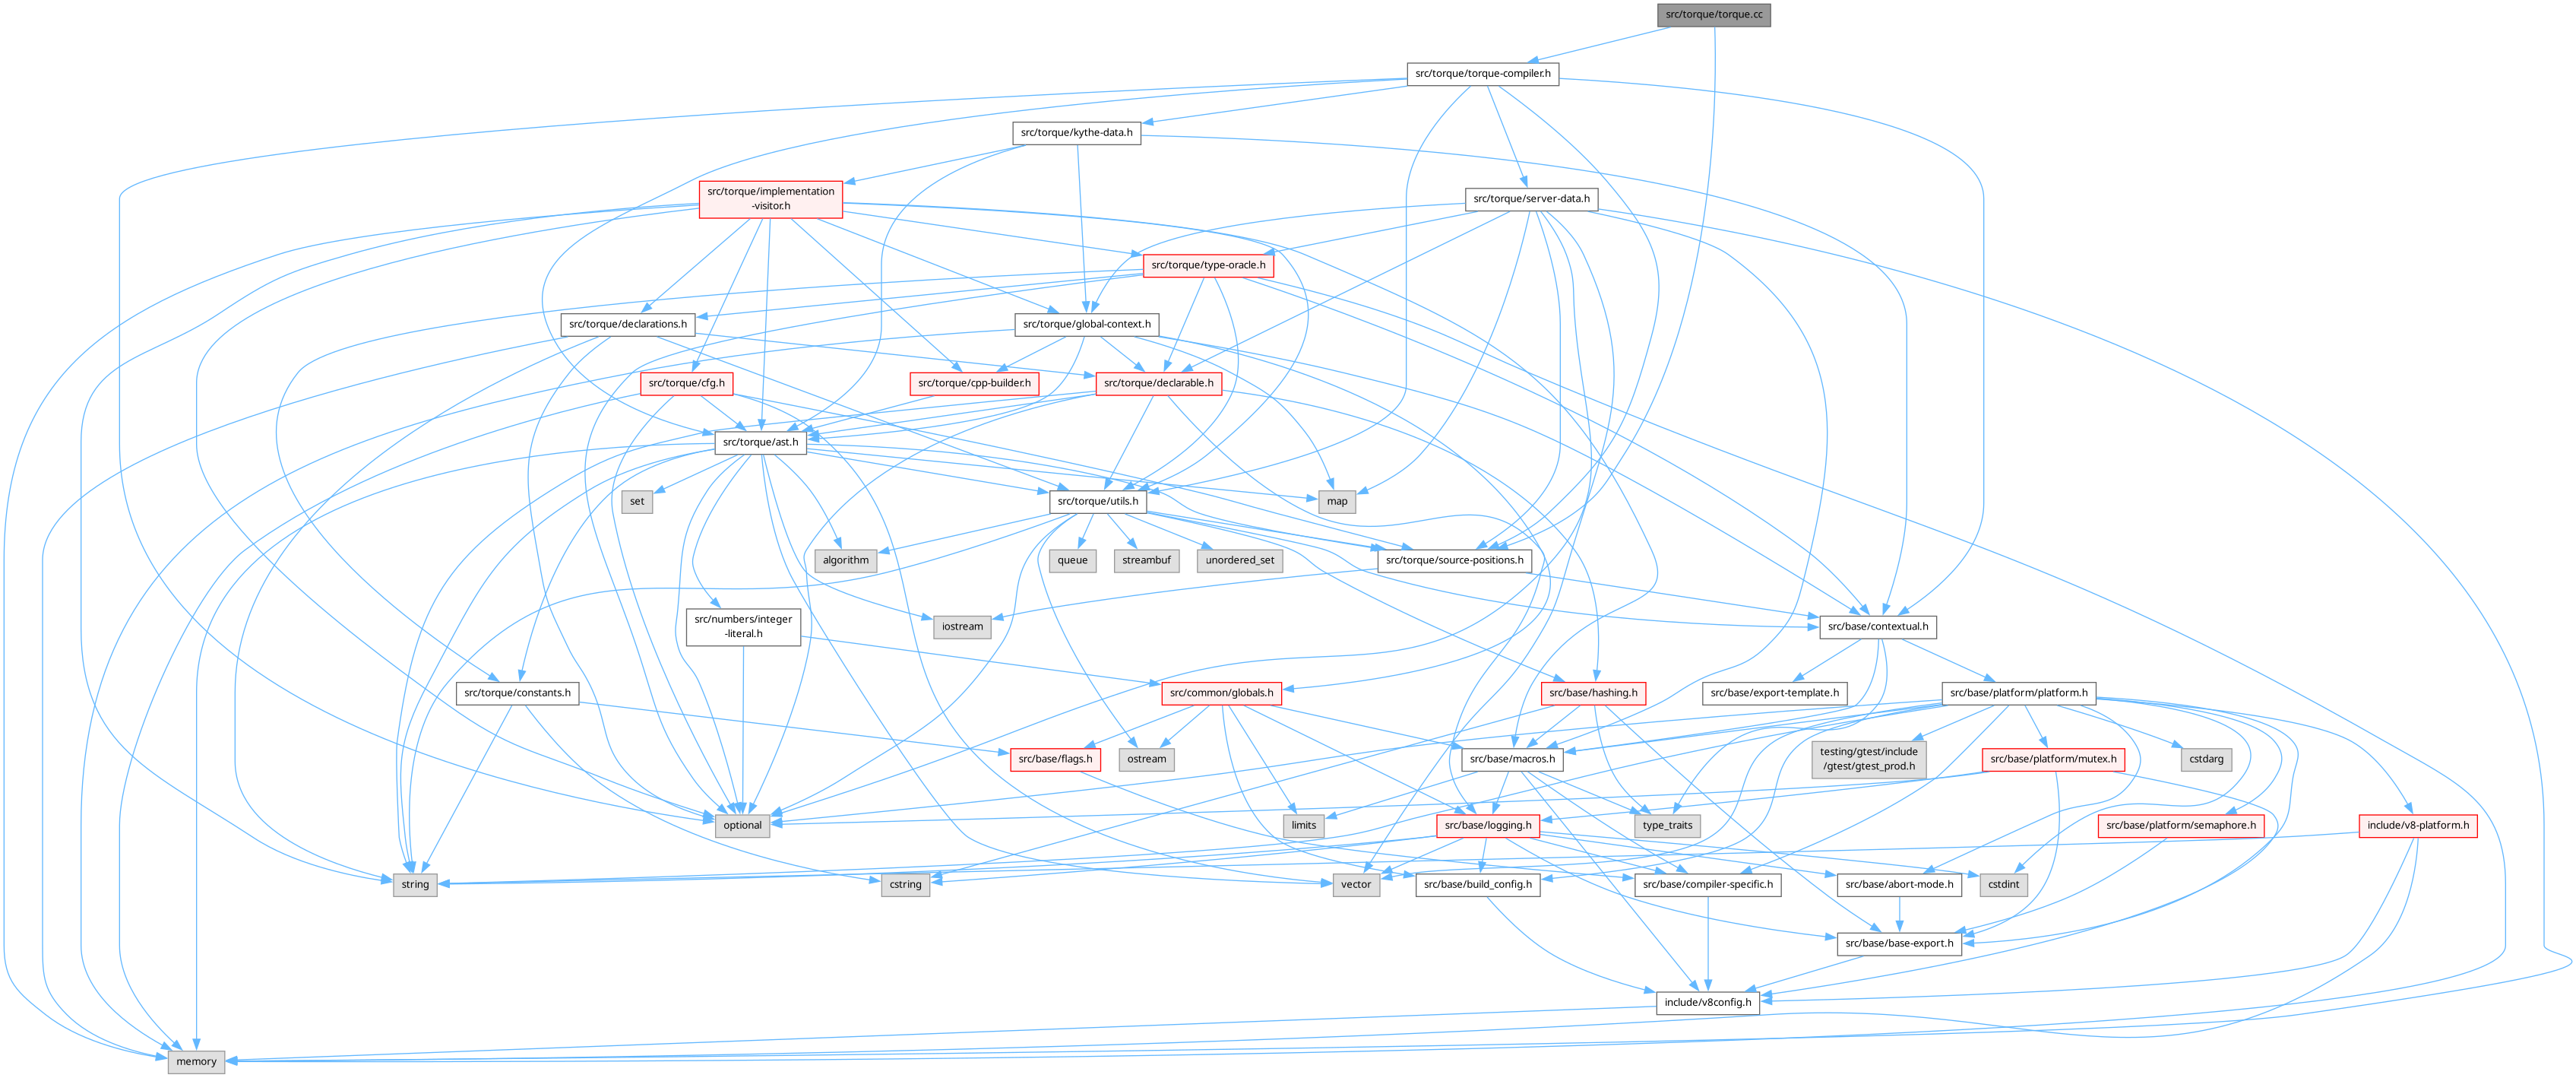 src/torque/torque.cc
src/torque/torque-compiler.h
src/torque/kythe-data.h
src/torque/implementation
-visitor.h
src/torque/server-data.h
src/torque/type-oracle.h
src/torque/declarations.h
src/torque/global-context.h
src/torque/cfg.h
src/torque/cpp-builder.h
src/torque/declarable.h
src/torque/ast.h
set
src/torque/utils.h
map
algorithm
queue
streambuf
unordered_set
src/torque/source-positions.h
src/numbers/integer
-literal.h
iostream
src/base/contextual.h
src/torque/constants.h
src/common/globals.h
src/base/hashing.h
src/base/export-template.h
src/base/platform/platform.h
src/base/flags.h
ostream
src/base/macros.h
testing/gtest/include
/gtest/gtest_prod.h
src/base/platform/mutex.h
cstdarg
optional
limits
src/base/logging.h
type_traits
src/base/platform/semaphore.h
include/v8-platform.h
string
cstring
vector
src/base/build_config.h
src/base/compiler-specific.h
src/base/abort-mode.h
cstdint
src/base/base-export.h
include/v8config.h
memory